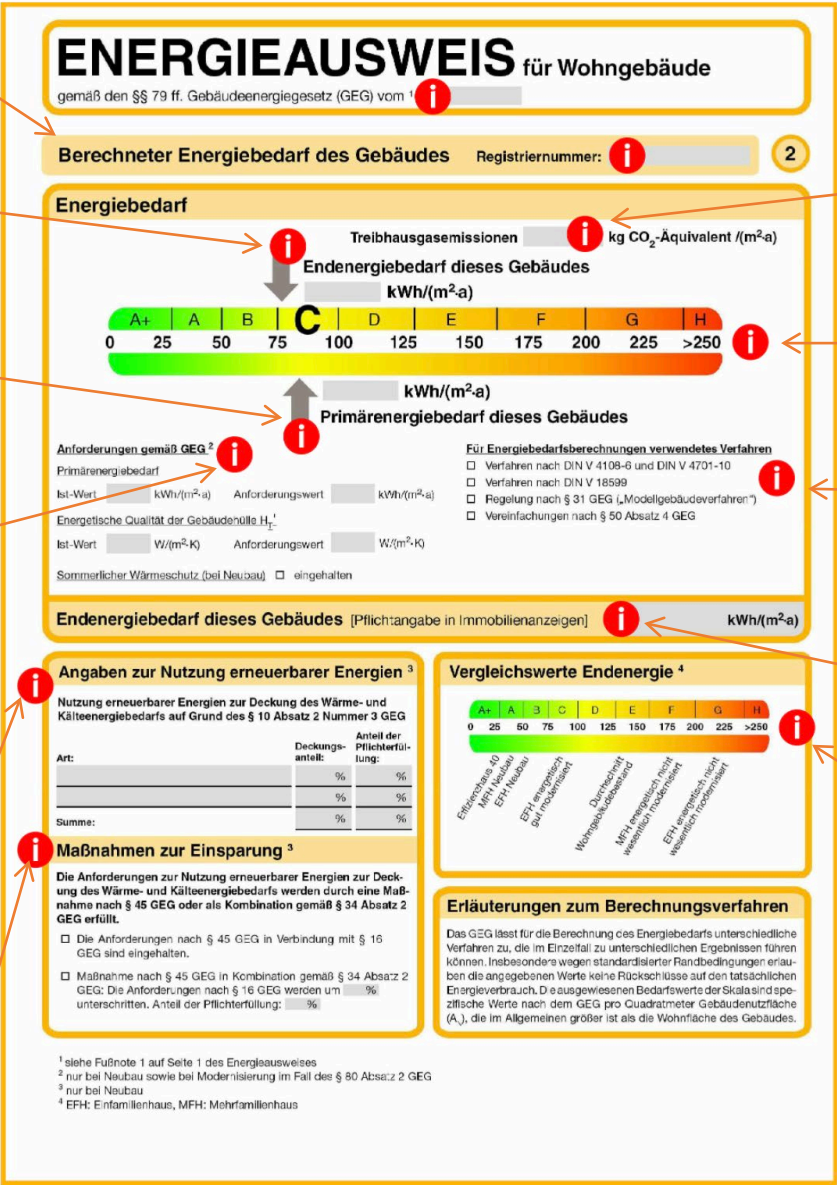 ENERGIEAUSWEIS für Wohngebäude
gemäß den §§ 79 ff. Gebäudeenergiegesetz (GEG) vom ¹ i
Berechneter Energiebedarf des Gebäudes Registriernummer: i 2
Energiebedarf
i Treibhausgasemissionen i kg CO₂-Äquivalent /(m²·a)
Endenergiebedarf dieses Gebäudes
kWh/(m²·a)
A+ A B C D E F G H
0 25 50 75 100 125 150 175 200 225 >250 i
kWh/(m²·a)
i Primärenergiebedarf dieses Gebäudes
Anforderungen gemäß GEG ² i
Primärenergiebedarf
Ist-Wert kWh/(m²·a) Anforderungswert kWh/(m²·a)
Energetische Qualität der Gebäudehülle H_T'
Ist-Wert W/(m²·K) Anforderungswert W/(m²·K)
Sommerlicher Wärmeschutz (bei Neubau) ☐ eingehalten
Für Energiebedarfsberechnungen verwendetes Verfahren
☐ Verfahren nach DIN V 4108-6 und DIN V 4701-10
☐ Verfahren nach DIN V 18599 i
☐ Regelung nach § 31 GEG („Modellgebäudeverfahren")
☐ Vereinfachungen nach § 50 Absatz 4 GEG
Endenergiebedarf dieses Gebäudes [Pflichtangabe in Immobilienanzeigen] i kWh/(m²·a)
i Angaben zur Nutzung erneuerbarer Energien ³
Nutzung erneuerbarer Energien zur Deckung des Wärme- und
Kälteenergiebedarfs auf Grund des § 10 Absatz 2 Nummer 3 GEG
Art: Deckungs-
anteil: Anteil der
Pflichterfül-
lung:
% %
% %
Summe: % %
i Maßnahmen zur Einsparung ³
Die Anforderungen zur Nutzung erneuerbarer Energien zur Deck-
ung des Wärme- und Kälteenergiebedarfs werden durch eine Maß-
nahme nach § 45 GEG oder als Kombination gemäß § 34 Absatz 2
GEG erfüllt.
☐ Die Anforderungen nach § 45 GEG in Verbindung mit § 16
GEG sind eingehalten.
☐ Maßnahme nach § 45 GEG in Kombination gemäß § 34 Absatz 2
GEG: Die Anforderungen nach § 16 GEG werden um %
unterschritten. Anteil der Pflichterfüllung: %
Vergleichswerte Endenergie ⁴
A+ A B C D E F G H
0 25 50 75 100 125 150 175 200 225 >250 i
Effizienzhaus 40
MFH Neubau
EFH Neubau
EFH energetisch
gut modernisiert
Durchschnitt
Wohngebäudebestand
MFH energetisch nicht
wesentlich modernisiert
EFH energetisch nicht
wesentlich modernisiert
Erläuterungen zum Berechnungsverfahren
Das GEG lässt für die Berechnung des Energiebedarfs unterschiedliche
Verfahren zu, die im Einzelfall zu unterschiedlichen Ergebnissen führen
können. Insbesondere wegen standardisierter Randbedingungen erlau-
ben die angegebenen Werte keine Rückschlüsse auf den tatsächlichen
Energieverbrauch. Die ausgewiesenen Bedarfswerte der Skala sind spe-
zifische Werte nach dem GEG pro Quadratmeter Gebäudenutzfläche
(Aₙ), die im Allgemeinen größer ist als die Wohnfläche des Gebäudes.
¹ siehe Fußnote 1 auf Seite 1 des Energieausweises
² nur bei Neubau sowie bei Modernisierung im Fall des § 80 Absatz 2 GEG
³ nur bei Neubau
⁴ EFH: Einfamilienhaus, MFH: Mehrfamilienhaus